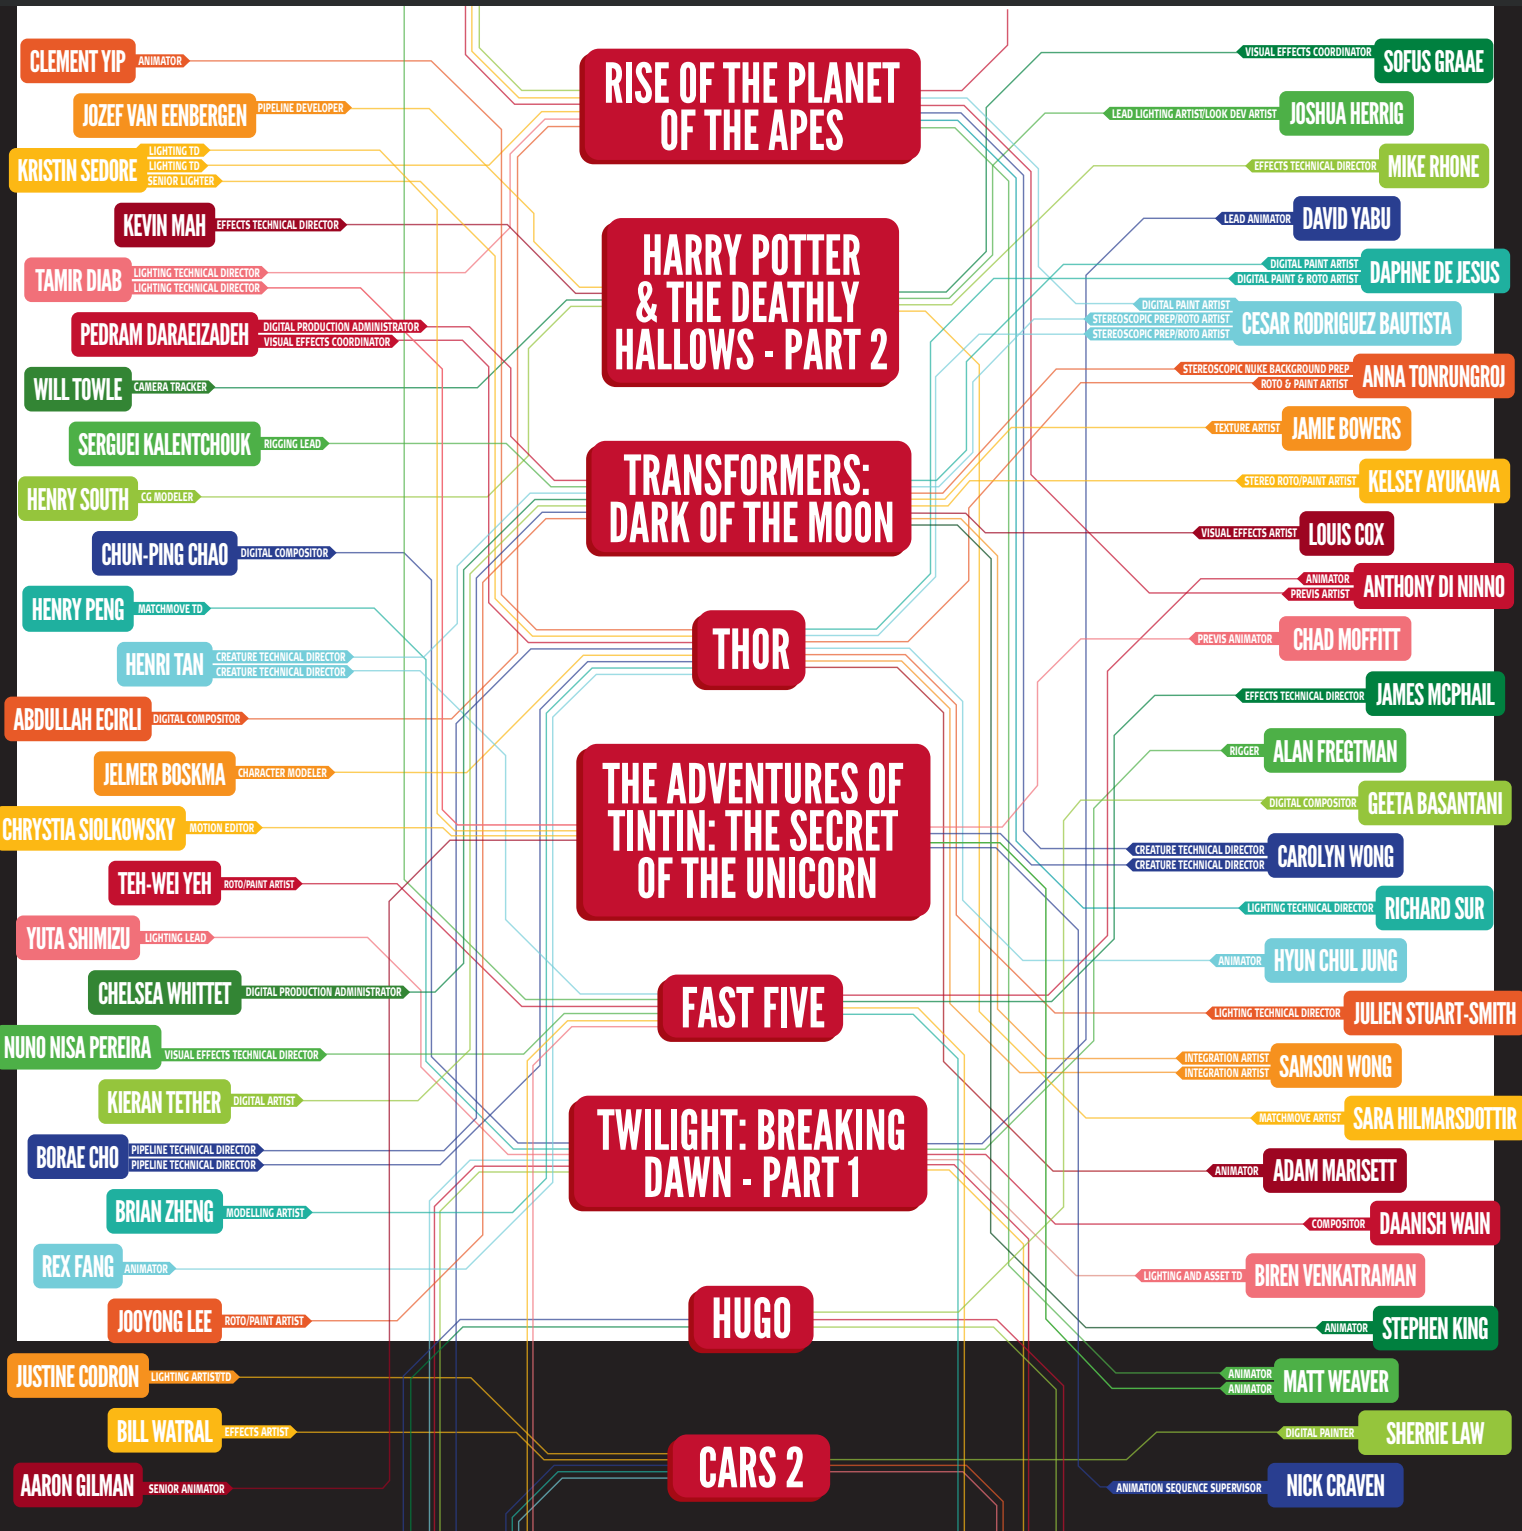 CLEMENT YIP
ANIMATOR
JOZEF VAN EENBERGEN
PIPELINE DEVELOPER
KRISTIN SEDORE
LIGHTING TD
LIGHTING TD
SENIOR LIGHTER
KEVIN MAH
EFFECTS TECHNICAL DIRECTOR
TAMIR DIAB
LIGHTING TECHNICAL DIRECTOR
LIGHTING TECHNICAL DIRECTOR
PEDRAM DARAEIZADEH
DIGITAL PRODUCTION ADMINISTRATOR
VISUAL EFFECTS COORDINATOR
WILL TOWLE
CAMERA TRACKER
SERGUEI KALENTCHOUK
RIGGING LEAD
HENRY SOUTH
CG MODELER
CHUN-PING CHAO
DIGITAL COMPOSITOR
HENRY PENG
MATCHMOVE TD
HENRI TAN
CREATURE TECHNICAL DIRECTOR
CREATURE TECHNICAL DIRECTOR
ABDULLAH ECIRLI
DIGITAL COMPOSITOR
JELMER BOSKMA
CHARACTER MODELER
CHRYSTIA SIOLKOWSKY
MOTION EDITOR
TEH-WEI YEH
ROTO/PAINT ARTIST
YUTA SHIMIZU
LIGHTING LEAD
CHELSEA WHITTET
DIGITAL PRODUCTION ADMINISTRATOR
NUNO NISA PEREIRA
VISUAL EFFECTS TECHNICAL DIRECTOR
KIERAN TETHER
DIGITAL ARTIST
BORAE CHO
PIPELINE TECHNICAL DIRECTOR
PIPELINE TECHNICAL DIRECTOR
BRIAN ZHENG
MODELLING ARTIST
REX FANG
ANIMATOR
JOOYONG LEE
ROTO/PAINT ARTIST
JUSTINE CODRON
LIGHTING ARTIST/TD
BILL WATRAL
EFFECTS ARTIST
AARON GILMAN
SENIOR ANIMATOR
RISE OF THE PLANET
OF THE APES
HARRY POTTER
& THE DEATHLY
HALLOWS - PART 2
TRANSFORMERS:
DARK OF THE MOON
THOR
THE ADVENTURES OF
TINTIN: THE SECRET
OF THE UNICORN
FAST FIVE
TWILIGHT: BREAKING
DAWN - PART 1
HUGO
CARS 2
VISUAL EFFECTS COORDINATOR
SOFUS GRAAE
LEAD LIGHTING ARTIST/LOOK DEV ARTIST
JOSHUA HERRIG
EFFECTS TECHNICAL DIRECTOR
MIKE RHONE
LEAD ANIMATOR
DAVID YABU
DIGITAL PAINT ARTIST
DIGITAL PAINT & ROTO ARTIST
DAPHNE DE JESUS
DIGITAL PAINT ARTIST
STEREOSCOPIC PREP/ROTO ARTIST
STEREOSCOPIC PREP/ROTO ARTIST
CESAR RODRIGUEZ BAUTISTA
STEREOSCOPIC NUKE BACKGROUND PREP
ROTO & PAINT ARTIST
ANNA TONRUNGROJ
TEXTURE ARTIST
JAMIE BOWERS
STEREO ROTO/PAINT ARTIST
KELSEY AYUKAWA
VISUAL EFFECTS ARTIST
LOUIS COX
ANIMATOR
PREVIS ARTIST
ANTHONY DI NINNO
PREVIS ANIMATOR
CHAD MOFFITT
EFFECTS TECHNICAL DIRECTOR
JAMES MCPHAIL
RIGGER
ALAN FREGTMAN
DIGITAL COMPOSITOR
GEETA BASANTANI
CREATURE TECHNICAL DIRECTOR
CREATURE TECHNICAL DIRECTOR
CAROLYN WONG
LIGHTING TECHNICAL DIRECTOR
RICHARD SUR
ANIMATOR
HYUN CHUL JUNG
LIGHTING TECHNICAL DIRECTOR
JULIEN STUART-SMITH
INTEGRATION ARTIST
INTEGRATION ARTIST
SAMSON WONG
MATCHMOVE ARTIST
SARA HILMARSDOTTIR
ANIMATOR
ADAM MARISETT
COMPOSITOR
DAANISH WAIN
LIGHTING AND ASSET TD
BIREN VENKATRAMAN
ANIMATOR
STEPHEN KING
ANIMATOR
ANIMATOR
MATT WEAVER
DIGITAL PAINTER
SHERRIE LAW
ANIMATION SEQUENCE SUPERVISOR
NICK CRAVEN